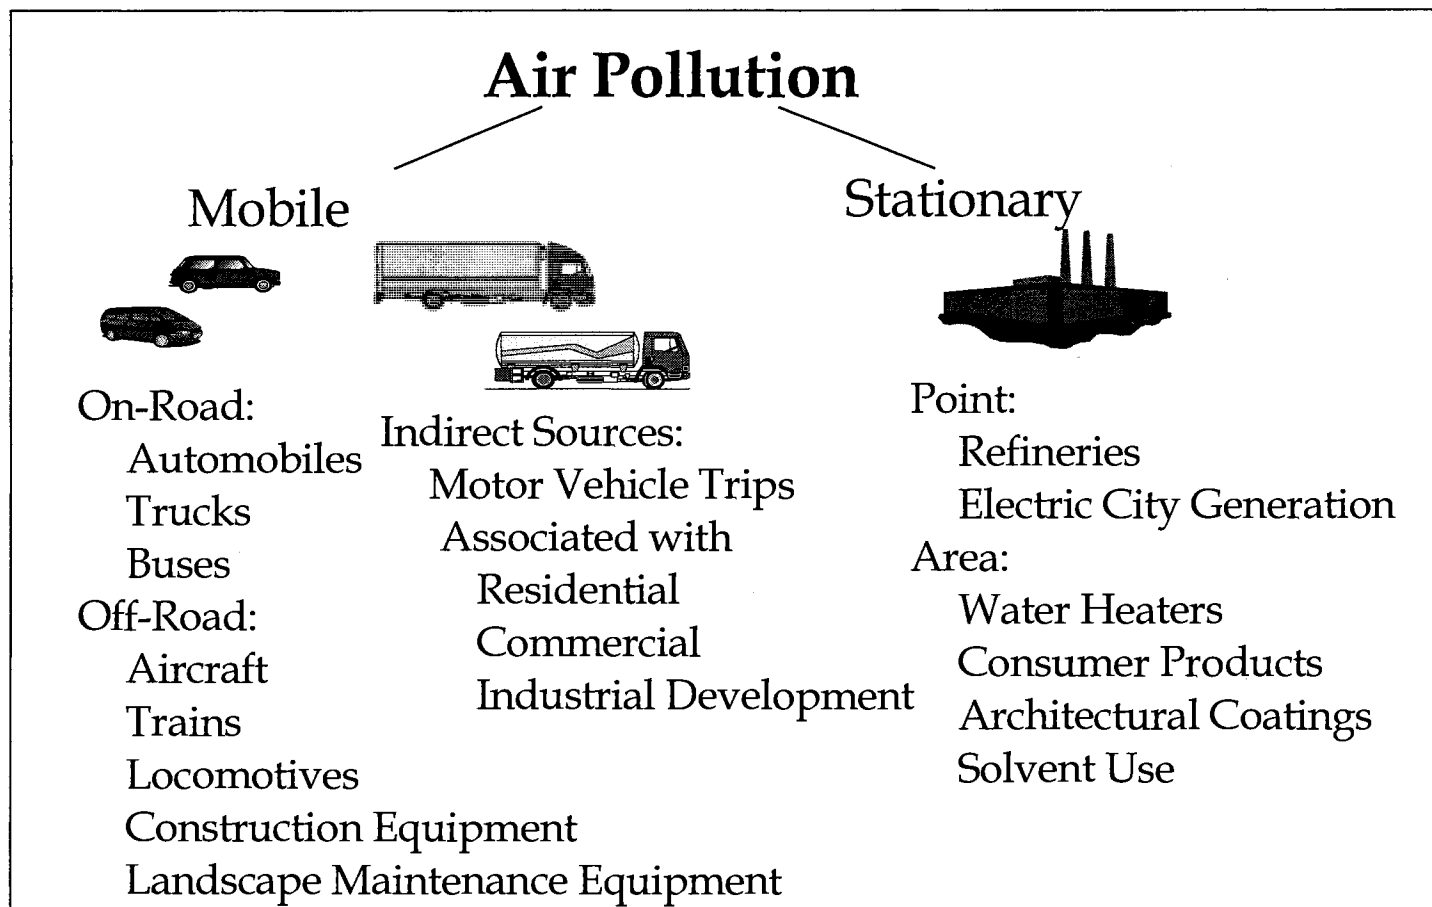 Air Pollution
Mobile
On-Road:
Automobiles
Trucks
Buses
Off-Road:
Aircraft
Trains
Locomotives
Construction Equipment
Landscape Maintenance Equipment
Indirect Sources:
Motor Vehicle Trips
Associated with
Residential
Commercial
Industrial Development
Stationary
Point:
Refineries
Electric City Generation
Area:
Water Heaters
Consumer Products
Architectural Coatings
Solvent Use